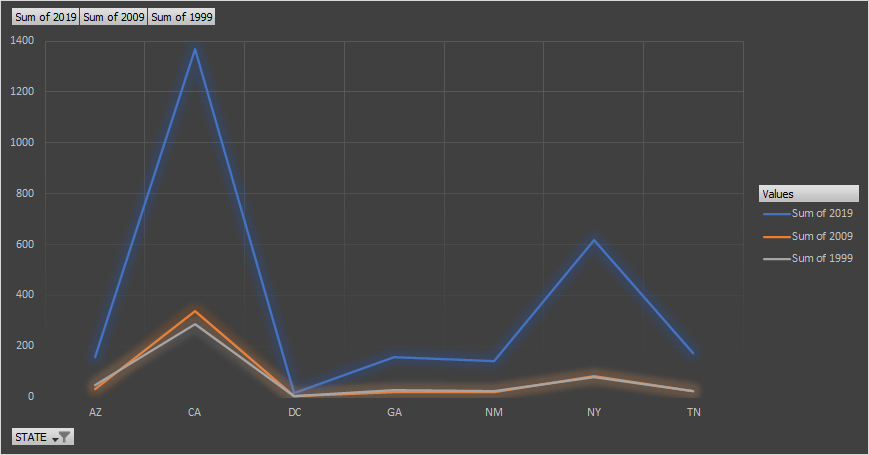 Sum of 2019 Sum of 2009 Sum of 1999
1400
1200
1000
800
600
400
200
0
AZ CA DC GA NM NY TN
Values
Sum of 2019
Sum of 2009
Sum of 1999
STATE